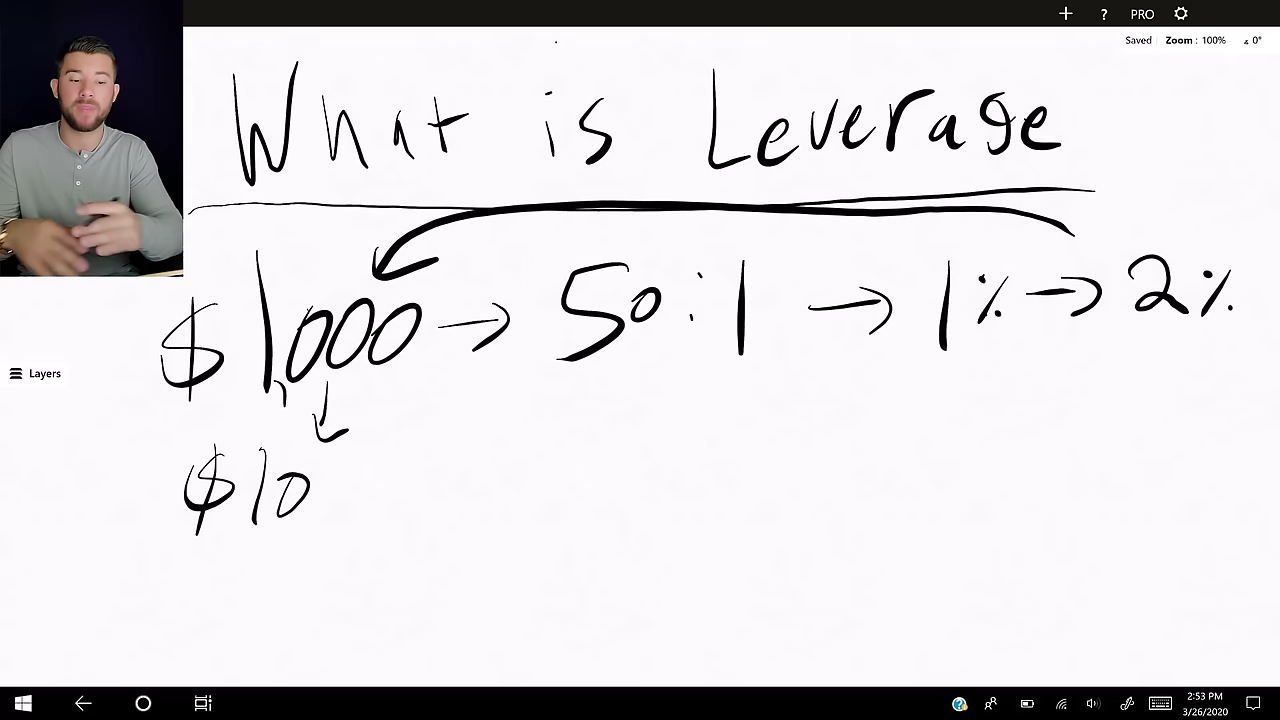 PRO
Saved Zoom : 100% 0°
What is Leverage
$1,000 → 50:1 → 1% → 2%
Layers
$10
2:53 PM
3/26/2020